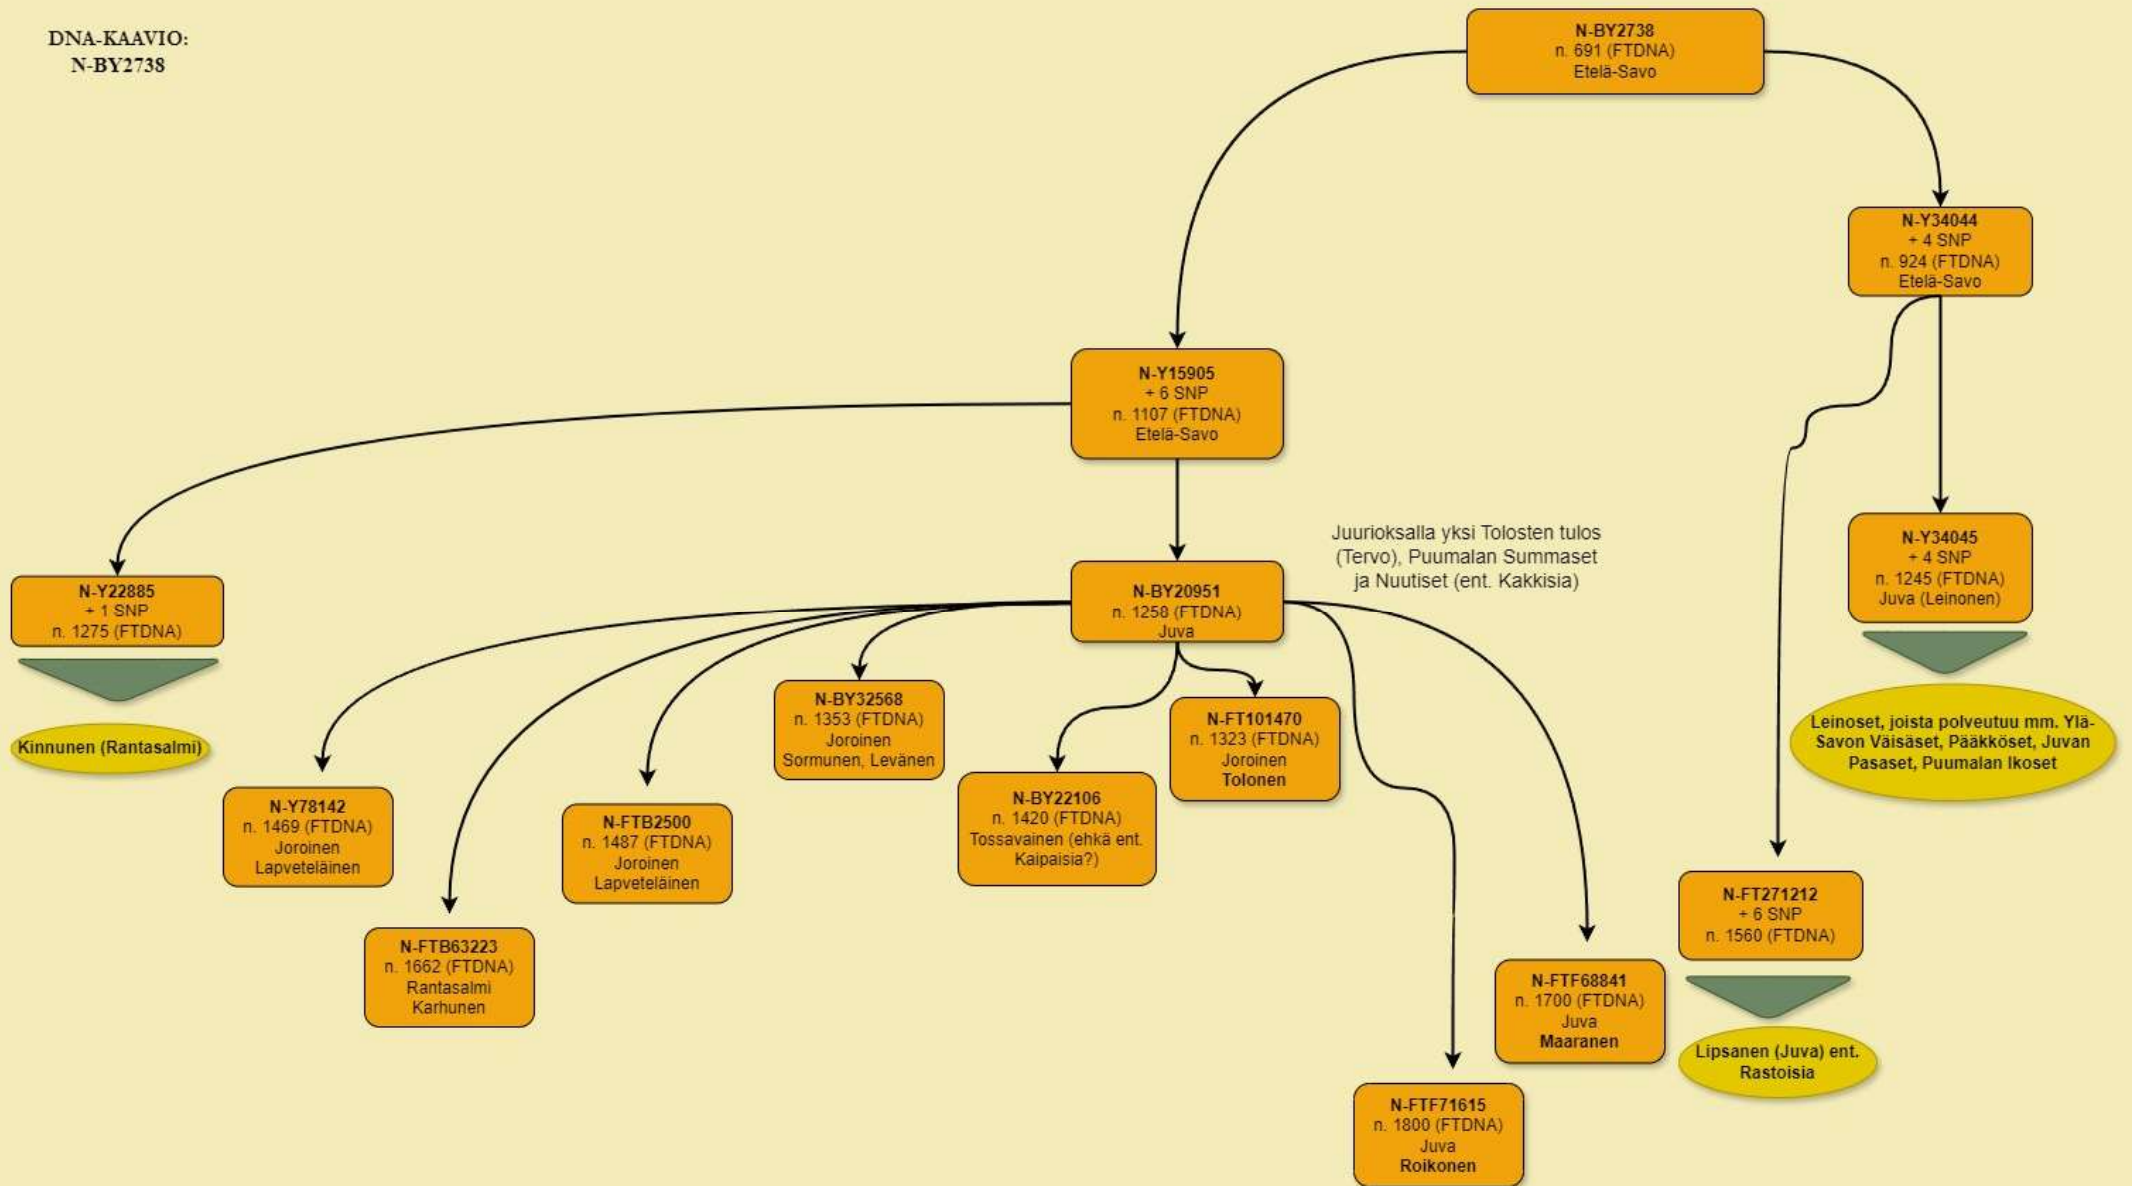 DNA-KAAVIO:
N-BY2738
N-BY2738
n. 691 (FTDNA)
Etelä-Savo
N-Y34044
+ 4 SNP
n. 924 (FTDNA)
Etelä-Savo
N-Y15905
+ 6 SNP
n. 1107 (FTDNA)
Etelä-Savo
Juurioksalla yksi Tolosten tulos
(Tervo), Puumalan Summaset
ja Nuutiset (ent. Kakkisia)
N-Y34045
+ 4 SNP
n. 1245 (FTDNA)
Juva (Leinonen)
N-Y22885
+ 1 SNP
n. 1275 (FTDNA)
N-BY20951
n. 1258 (FTDNA)
Juva
Kinnunen (Rantasalmi)
N-BY32568
n. 1353 (FTDNA)
Joroinen
Sormunen, Levänen
N-FT101470
n. 1323 (FTDNA)
Joroinen
Tolonen
Leinoset, joista polveutuu mm. Ylä-
Savon Väisäset, Pääkköset, Juvan
Pasaset, Puumalan Ikoset
N-Y78142
n. 1469 (FTDNA)
Joroinen
Lapveteläinen
N-FTB2500
n. 1487 (FTDNA)
Joroinen
Lapveteläinen
N-BY22106
n. 1420 (FTDNA)
Tossavainen (ehkä ent.
Kaipaisia?)
N-FT271212
+ 6 SNP
n. 1560 (FTDNA)
N-FTB63223
n. 1662 (FTDNA)
Rantasalmi
Karhunen
N-FTF68841
n. 1700 (FTDNA)
Juva
Maaranen
Lipsanen (Juva) ent.
Rastoisia
N-FTF71615
n. 1800 (FTDNA)
Juva
Roikonen